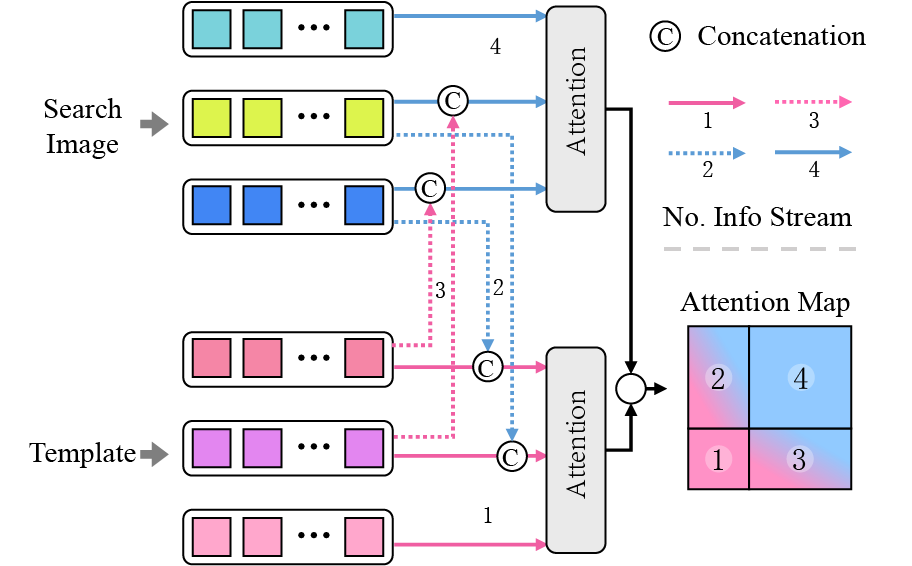 4
Search
Image
C
C
Attention
3
2
C
C
Template
1
Attention
C Concatenation
1
3
2
4
No. Info Stream
Attention Map
2
4
1
3